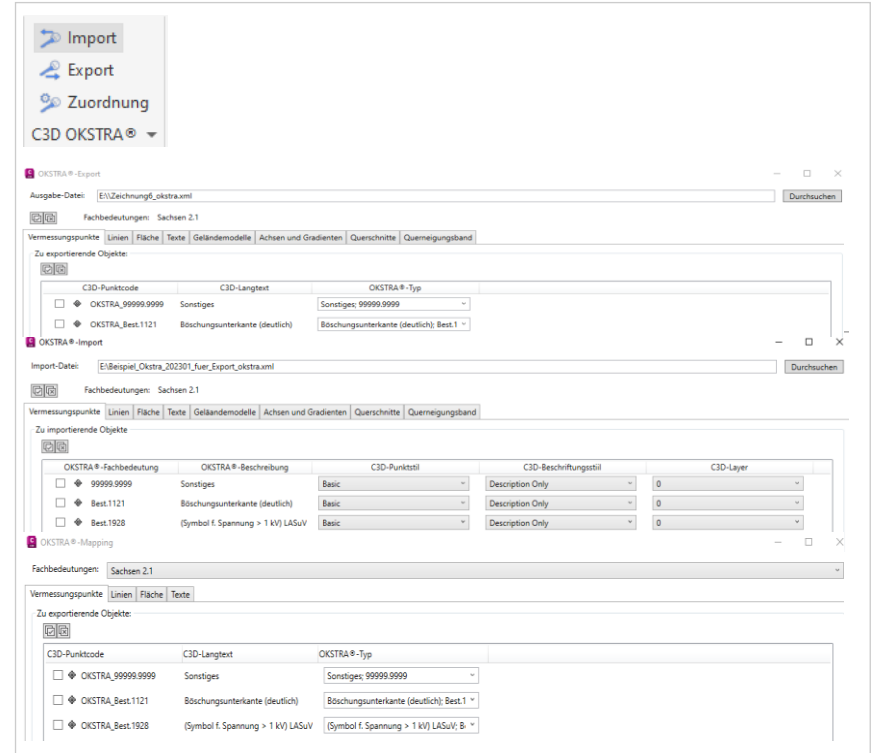 Import
Export
Zuordnung
C3D OKSTRA®
OKSTRA®-Export
Ausgabe-Datei: E:\\Zeichnung6_okstra.xml Durchsuchen
Fachbedeutungen: Sachsen 2.1
Vermessungspunkte Linien Fläche Texte Geländemodelle Achsen und Gradienten Querschnitte Querneigungsband
Zu exportierende Objekte:
C3D-Punktcode C3D-Langtext OKSTRA®-Typ
OKSTRA_99999.9999 Sonstiges Sonstiges; 99999.9999
OKSTRA_Best.1121 Böschungsunterkante (deutlich) Böschungsunterkante (deutlich); Best.1
OKSTRA®-Import
Import-Datei: E:\Beispiel_Okstra_202301_fuer_Export_okstra.xml Durchsuchen
Fachbedeutungen: Sachsen 2.1
Vermessungspunkte Linien Fläche Texte Geläandemodelle Achsen und Gradienten Querschnitte Querneigungsband
Zu importierende Objekte
OKSTRA®-Fachbedeutung OKSTRA®-Beschreibung C3D-Punktstil C3D-Beschriftungsstiil C3D-Layer
99999.9999 Sonstiges Basic Description Only 0
Best.1121 Böschungsunterkante (deutlich) Basic Description Only 0
Best.1928 (Symbol f. Spannung > 1 kV) LASuV Basic Description Only 0
OKSTRA®-Mapping
Fachbedeutungen: Sachsen 2.1
Vermessungspunkte Linien Fläche Texte
Zu exportierende Objekte:
C3D-Punktcode C3D-Langtext OKSTRA®-Typ
OKSTRA_99999.9999 Sonstiges Sonstiges; 99999.9999
OKSTRA_Best.1121 Böschungsunterkante (deutlich) Böschungsunterkante (deutlich); Best.1
OKSTRA_Best.1928 (Symbol f. Spannung > 1 kV) LASuV (Symbol f. Spannung > 1 kV) LASuV; B